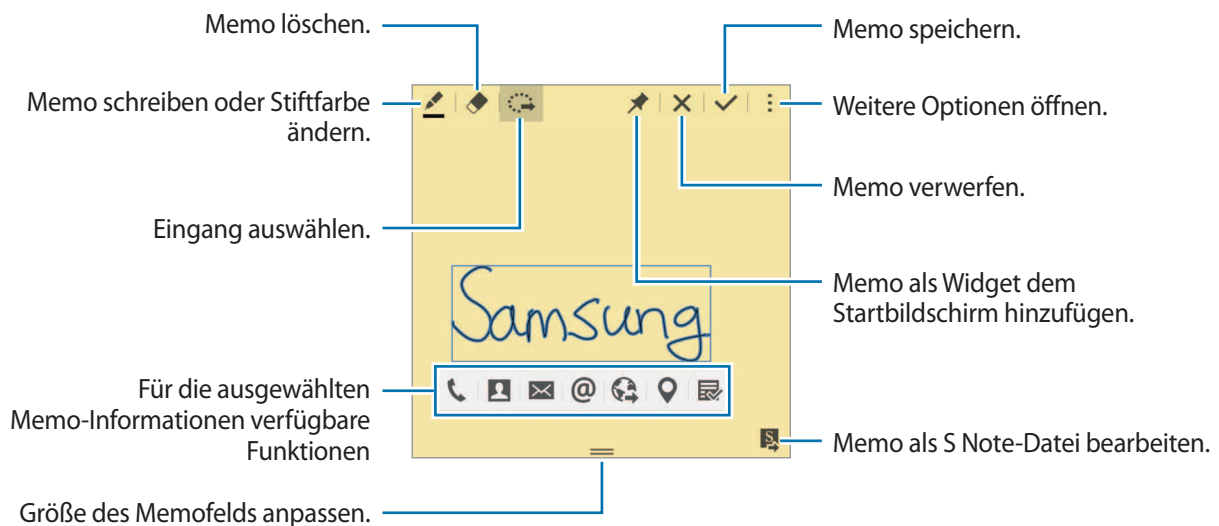 Memo löschen.
Memo speichern.
Memo schreiben oder Stiftfarbe
ändern.
Weitere Optionen öffnen.
Memo verwerfen.
Eingang auswählen.
Memo als Widget dem
Startbildschirm hinzufügen.
Samsung
Für die ausgewählten
Memo-Informationen verfügbare
Funktionen
Memo als S Note-Datei bearbeiten.
Größe des Memofelds anpassen.